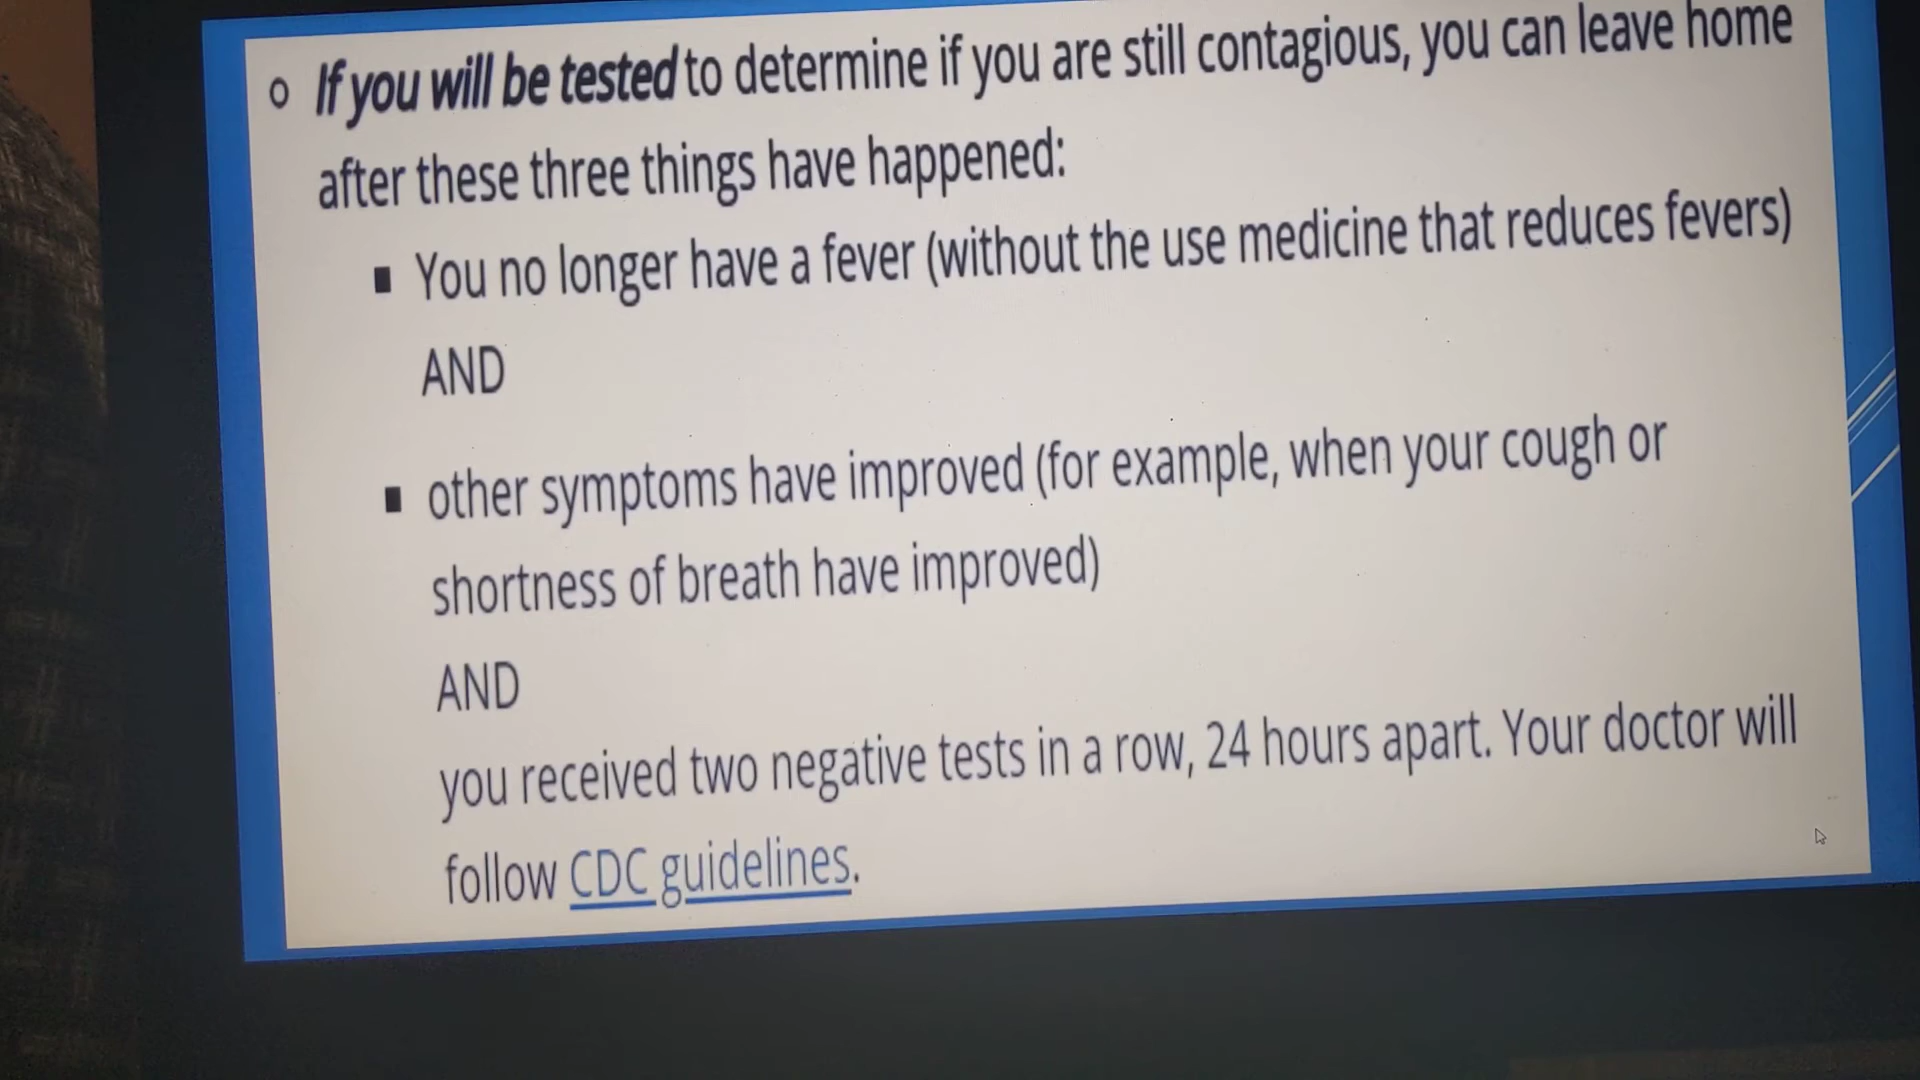 o If you will be tested to determine if you are still contagious, you can leave home
after these three things have happened:
▪ You no longer have a fever (without the use medicine that reduces fevers)
AND
▪ other symptoms have improved (for example, when your cough or
shortness of breath have improved)
AND
you received two negative tests in a row, 24 hours apart. Your doctor will
follow CDC guidelines.